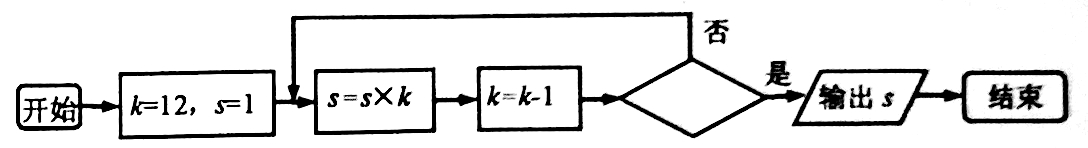 否
是
开始
k=12, s=1
s=s×k
k=k-1
输出 s
结束